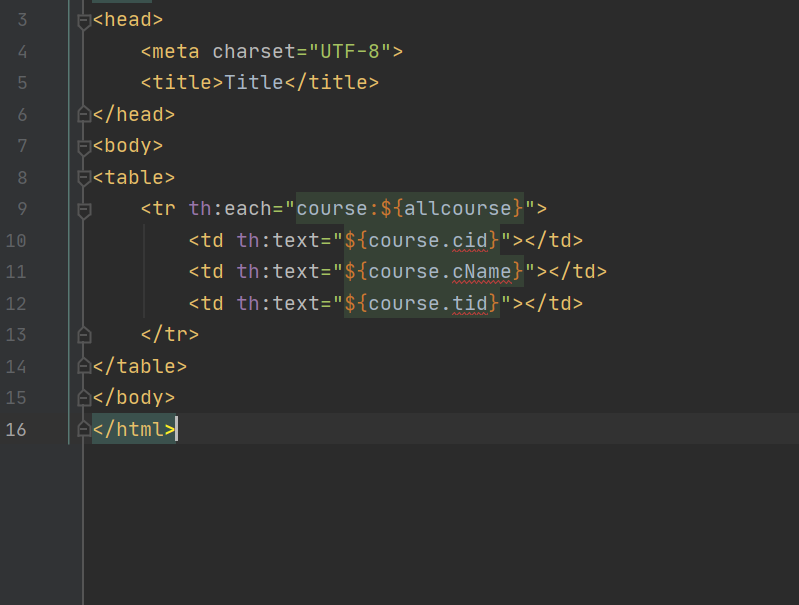 3 <head>
4     <meta charset="UTF-8">
5     <title>Title</title>
6 </head>
7 <body>
8 <table>
9     <tr th:each="course:${allcourse}">
10         <td th:text="${course.cid}"></td>
11         <td th:text="${course.cName}"></td>
12         <td th:text="${course.tid}"></td>
13     </tr>
14 </table>
15 </body>
16 </html>